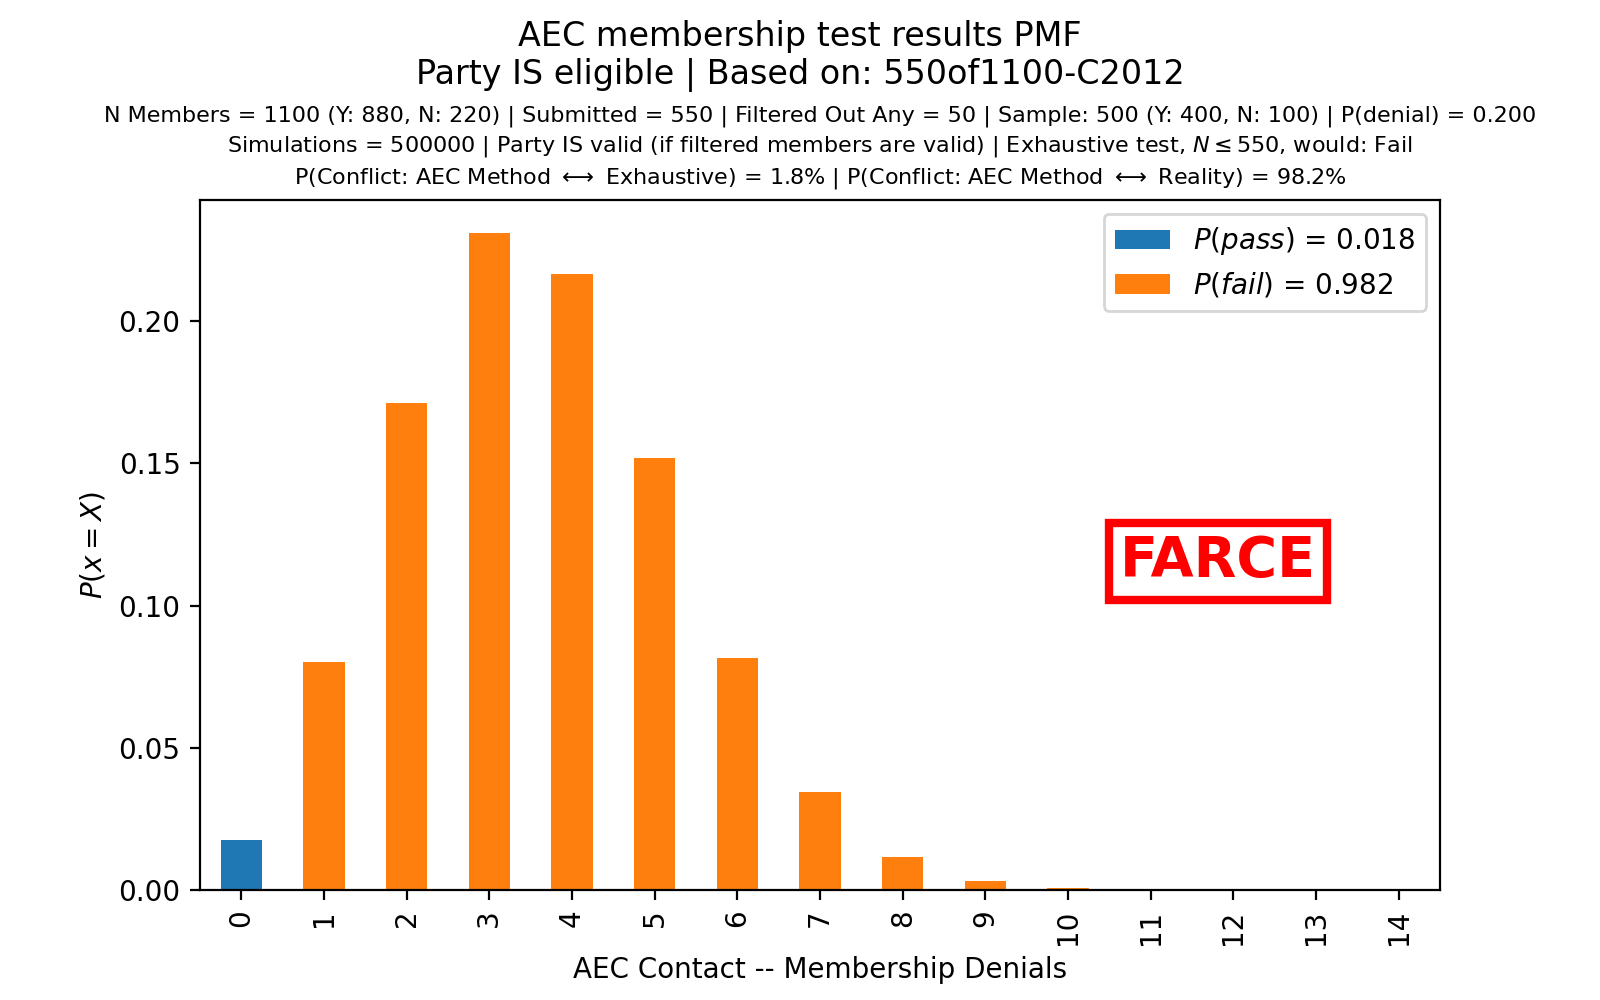 AEC membership test results PMF
Party IS eligible | Based on: 550of1100-C2012
N Members = 1100 (Y: 880, N: 220) | Submitted = 550 | Filtered Out Any = 50 | Sample: 500 (Y: 400, N: 100) | P(denial) = 0.200
Simulations = 500000 | Party IS valid (if filtered members are valid) | Exhaustive test, N ≤ 550, would: Fail
P(Conflict: AEC Method ⟷ Exhaustive) = 1.8% | P(Conflict: AEC Method ⟷ Reality) = 98.2%
P(pass) = 0.018
P(fail) = 0.982
FARCE
P(x = X)
0.20
0.15
0.10
0.05
0.00
0 1 2 3 4 5 6 7 8 9 10 11 12 13 14
AEC Contact -- Membership Denials